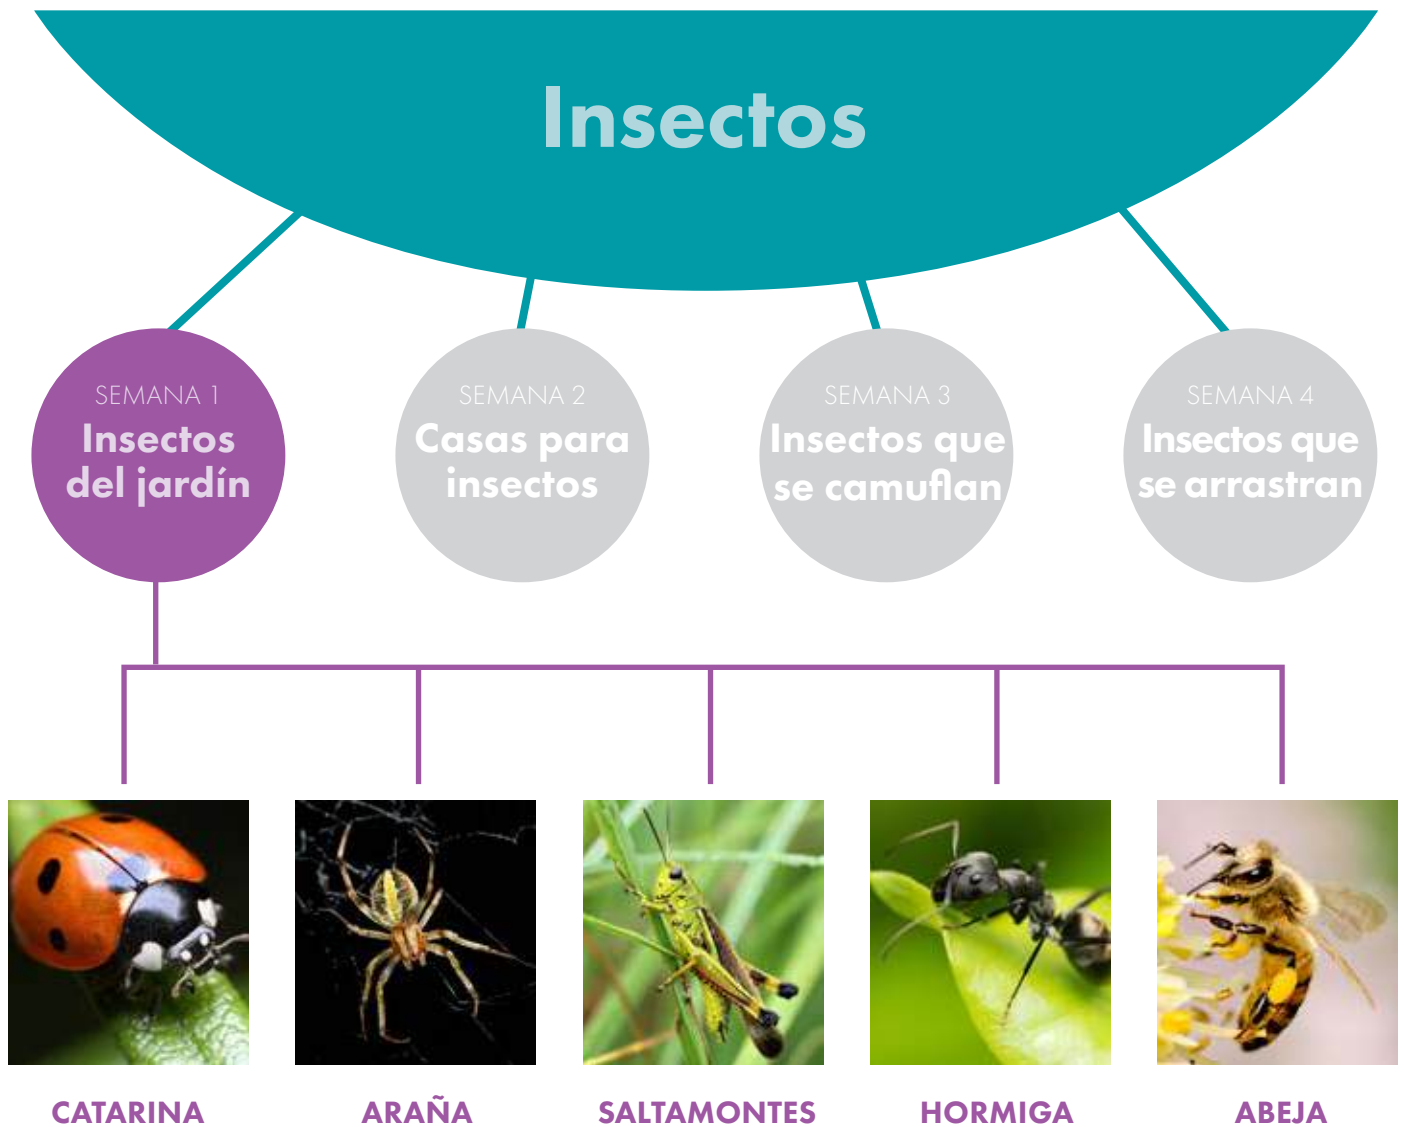 Insectos
SEMANA 1
Insectos
del jardín
SEMANA 2
Casas para
insectos
SEMANA 3
Insectos que
se camuflan
SEMANA 4
Insectos que
se arrastran
CATARINA
ARAÑA
SALTAMONTES
HORMIGA
ABEJA